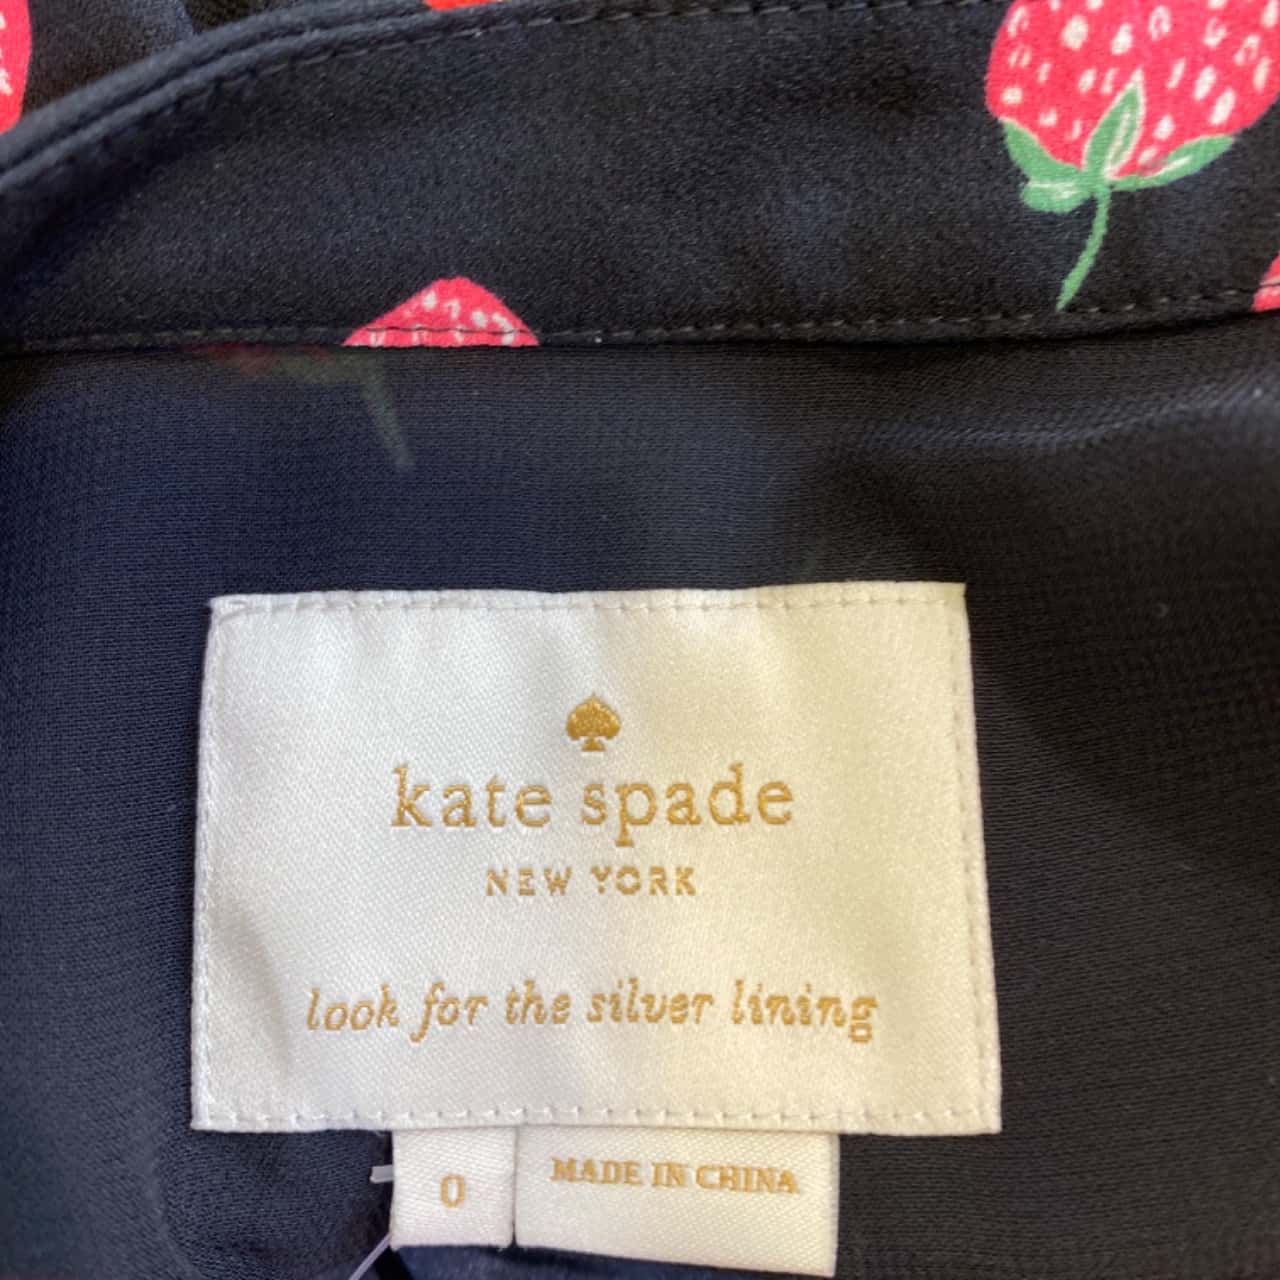 kate spade
NEW YORK
look for the silver lining
0
MADE IN CHINA